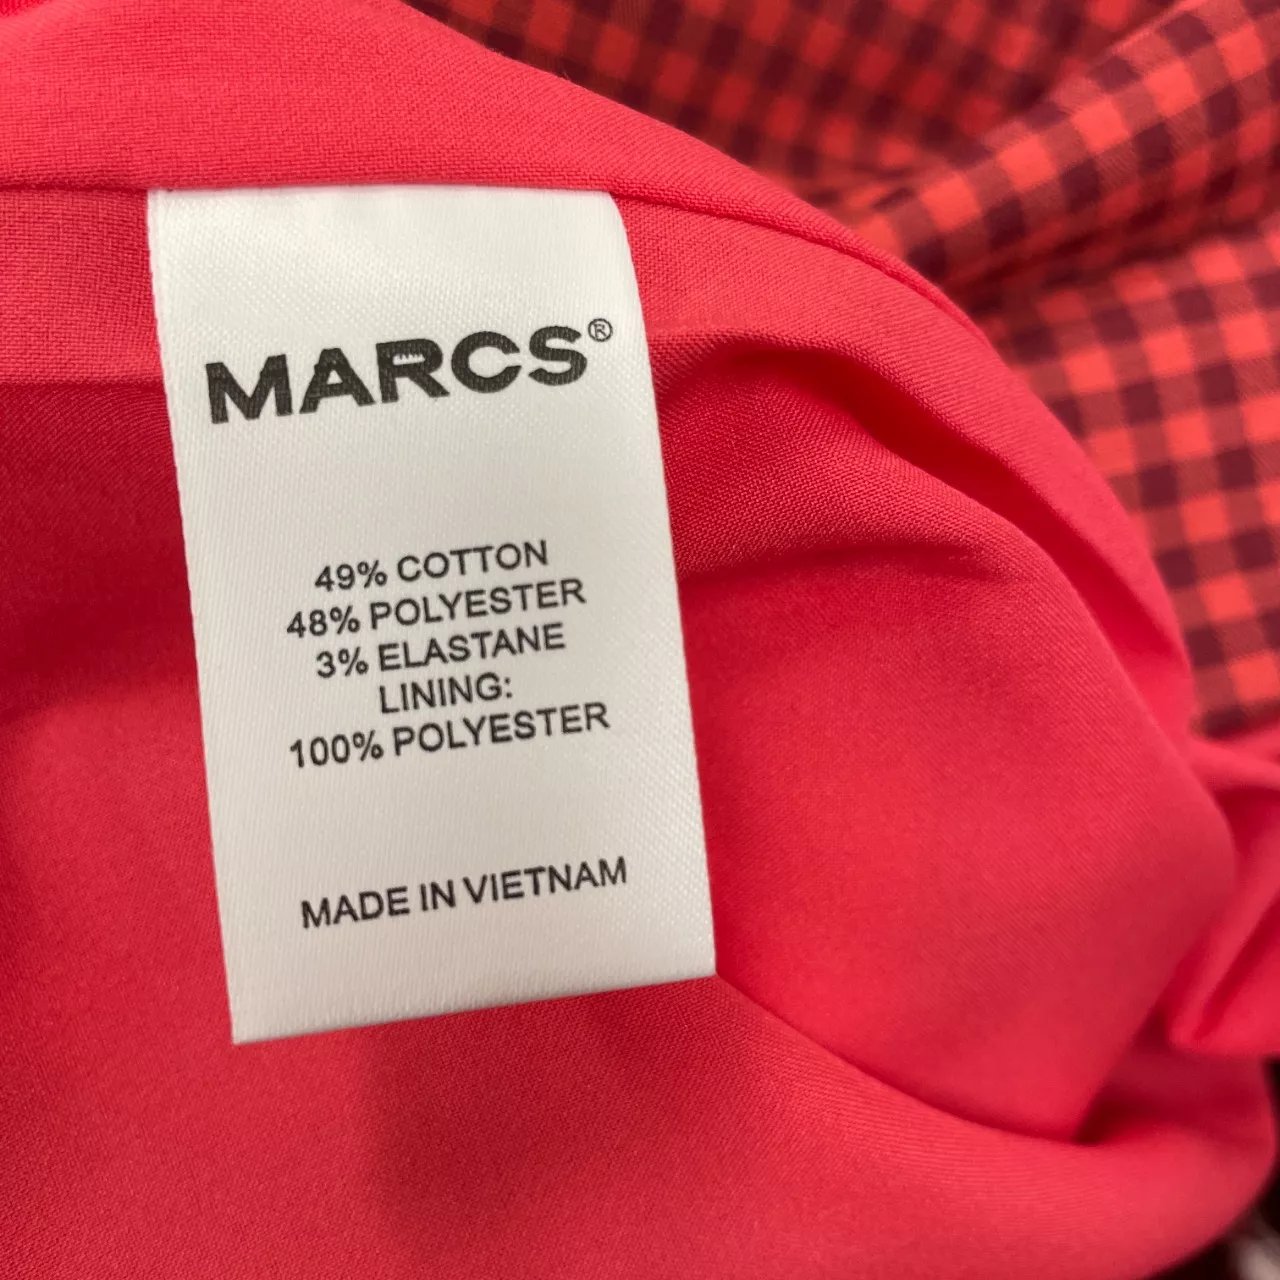 MARCS®
49% COTTON
48% POLYESTER
3% ELASTANE
LINING:
100% POLYESTER
MADE IN VIETNAM